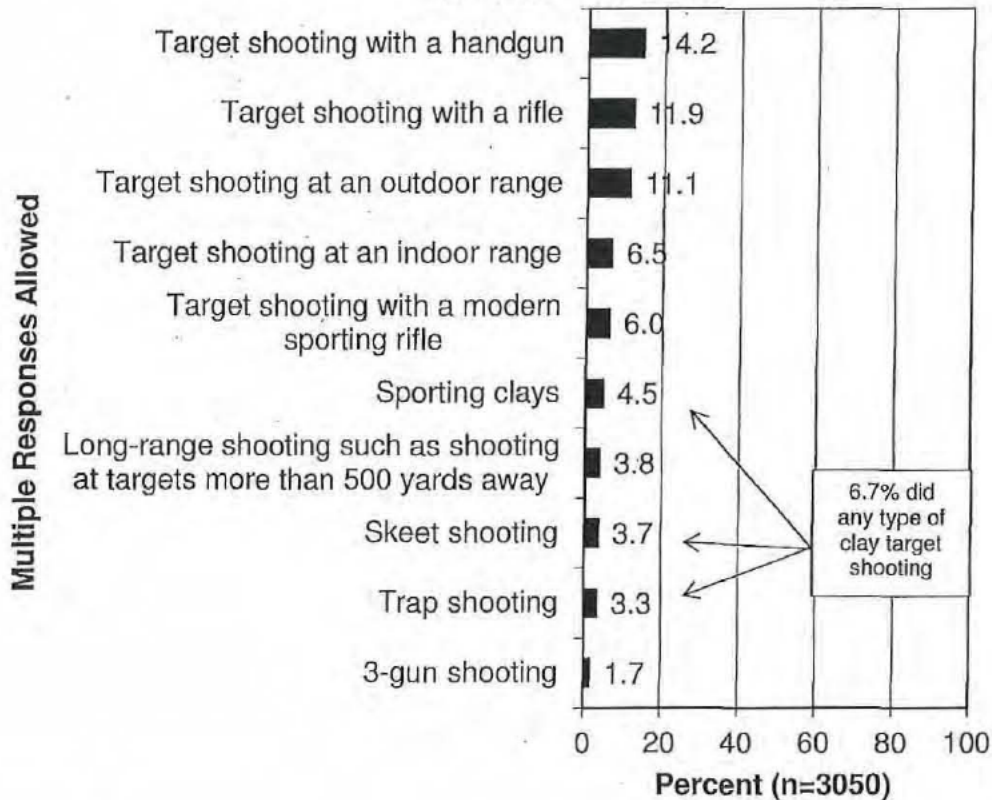 Multiple Responses Allowed
Target shooting with a handgun 14.2
Target shooting with a rifle 11.9
Target shooting at an outdoor range 11.1
Target shooting at an indoor range 6.5
Target shooting with a modern
sporting rifle 6.0
Sporting clays 4.5
Long-range shooting such as shooting
at targets more than 500 yards away 3.8
Skeet shooting 3.7
Trap shooting 3.3
3-gun shooting 1.7
6.7% did
any type of
clay target
shooting
0 20 40 60 80 100
Percent (n=3050)